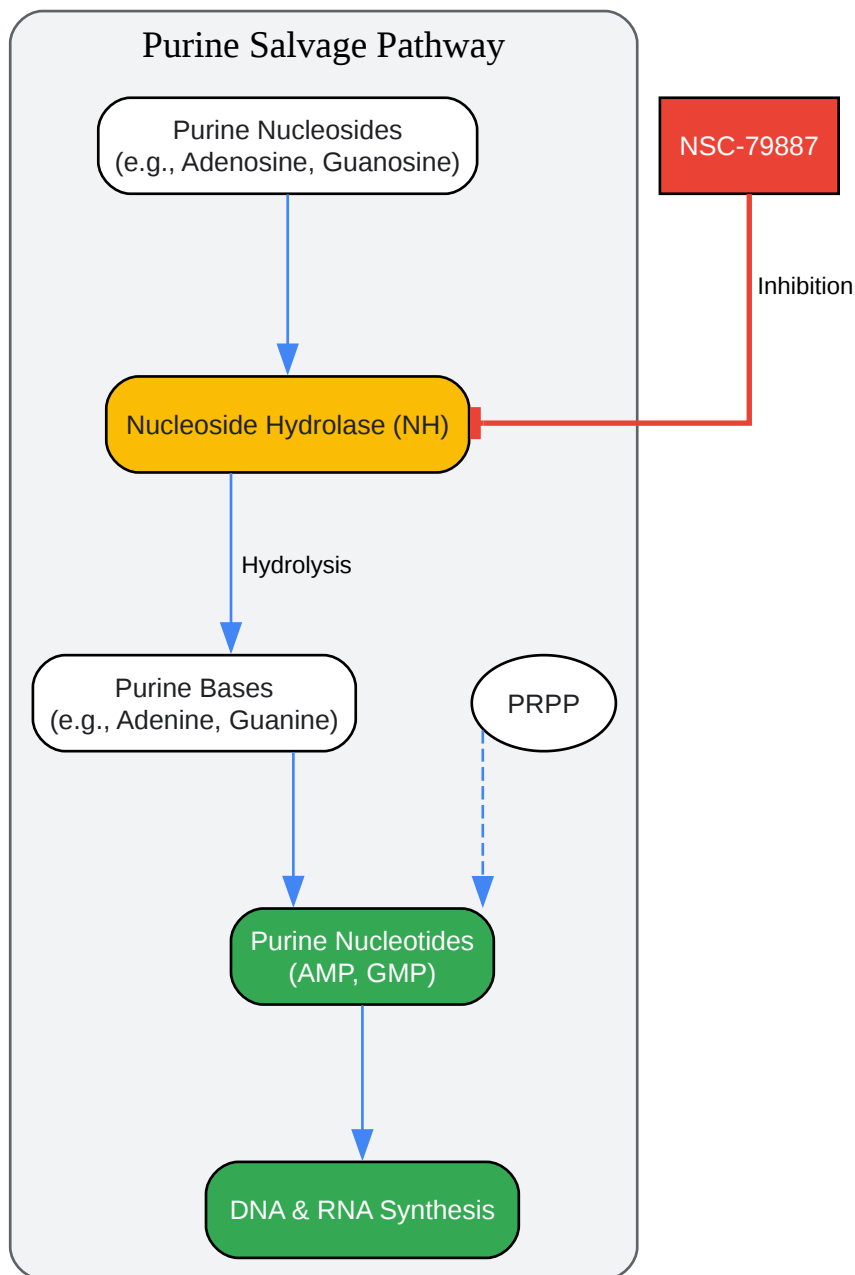 Purine Salvage Pathway
Purine Nucleosides
(e.g., Adenosine, Guanosine)
NSC-79887
Inhibition
Nucleoside Hydrolase (NH)
Hydrolysis
Purine Bases
(e.g., Adenine, Guanine)
PRPP
Purine Nucleotides
(AMP, GMP)
DNA & RNA Synthesis